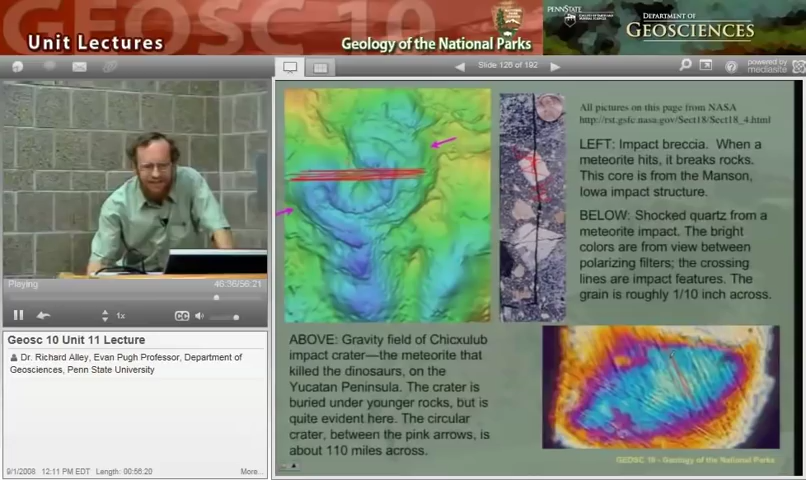 GEOSC 10
Unit Lectures
Geology of the National Parks
PENNSTATE
DEPARTMENT OF
GEOSCIENCES
Slide 126 of 192
powered by
mediasite
Playing
46:36/56:21
1x
CC
Geosc 10 Unit 11 Lecture
Dr. Richard Alley, Evan Pugh Professor, Department of
Geosciences, Penn State University
9/1/2008 12:11 PM EDT Length: 00:56:20
More...
All pictures on this page from NASA
http://rst.gsfc.nasa.gov/Sect18/Sect18_4.html
LEFT: Impact breccia. When a
meteorite hits, it breaks rocks.
This core is from the Manson,
Iowa impact structure.
BELOW: Shocked quartz from a
meteorite impact. The bright
colors are from view between
polarizing filters; the crossing
lines are impact features. The
grain is roughly 1/10 inch across.
ABOVE: Gravity field of Chicxulub
impact crater—the meteorite that
killed the dinosaurs, on the
Yucatan Peninsula. The crater is
buried under younger rocks, but is
quite evident here. The circular
crater, between the pink arrows, is
about 110 miles across.
GEOSC 10 - Geology of the National Parks